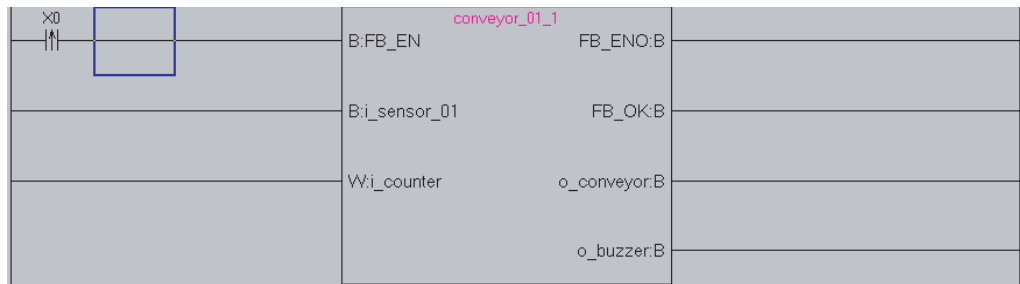 X0
conveyor_01_1
B:FB_EN FB_ENO:B
B:i_sensor_01 FB_OK:B
W:i_counter o_conveyor:B
o_buzzer:B